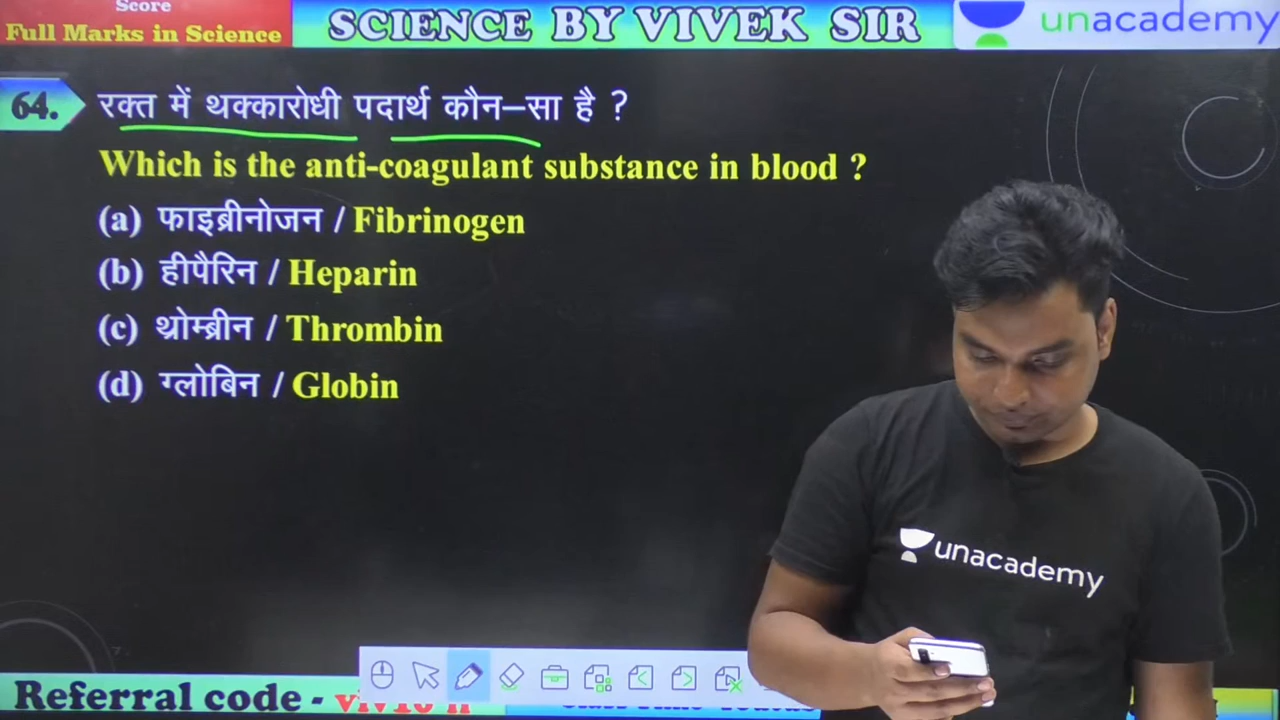 Score
Full Marks in Science
SCIENCE BY VIVEK SIR
unacademy
64. रक्त में थक्कारोधी पदार्थ कौन–सा है ?
Which is the anti-coagulant substance in blood ?
(a) फाइब्रीनोजन / Fibrinogen
(b) हीपैरिन / Heparin
(c) थ्रोम्ब्रीन / Thrombin
(d) ग्लोबिन / Globin
unacademy
Referral code -